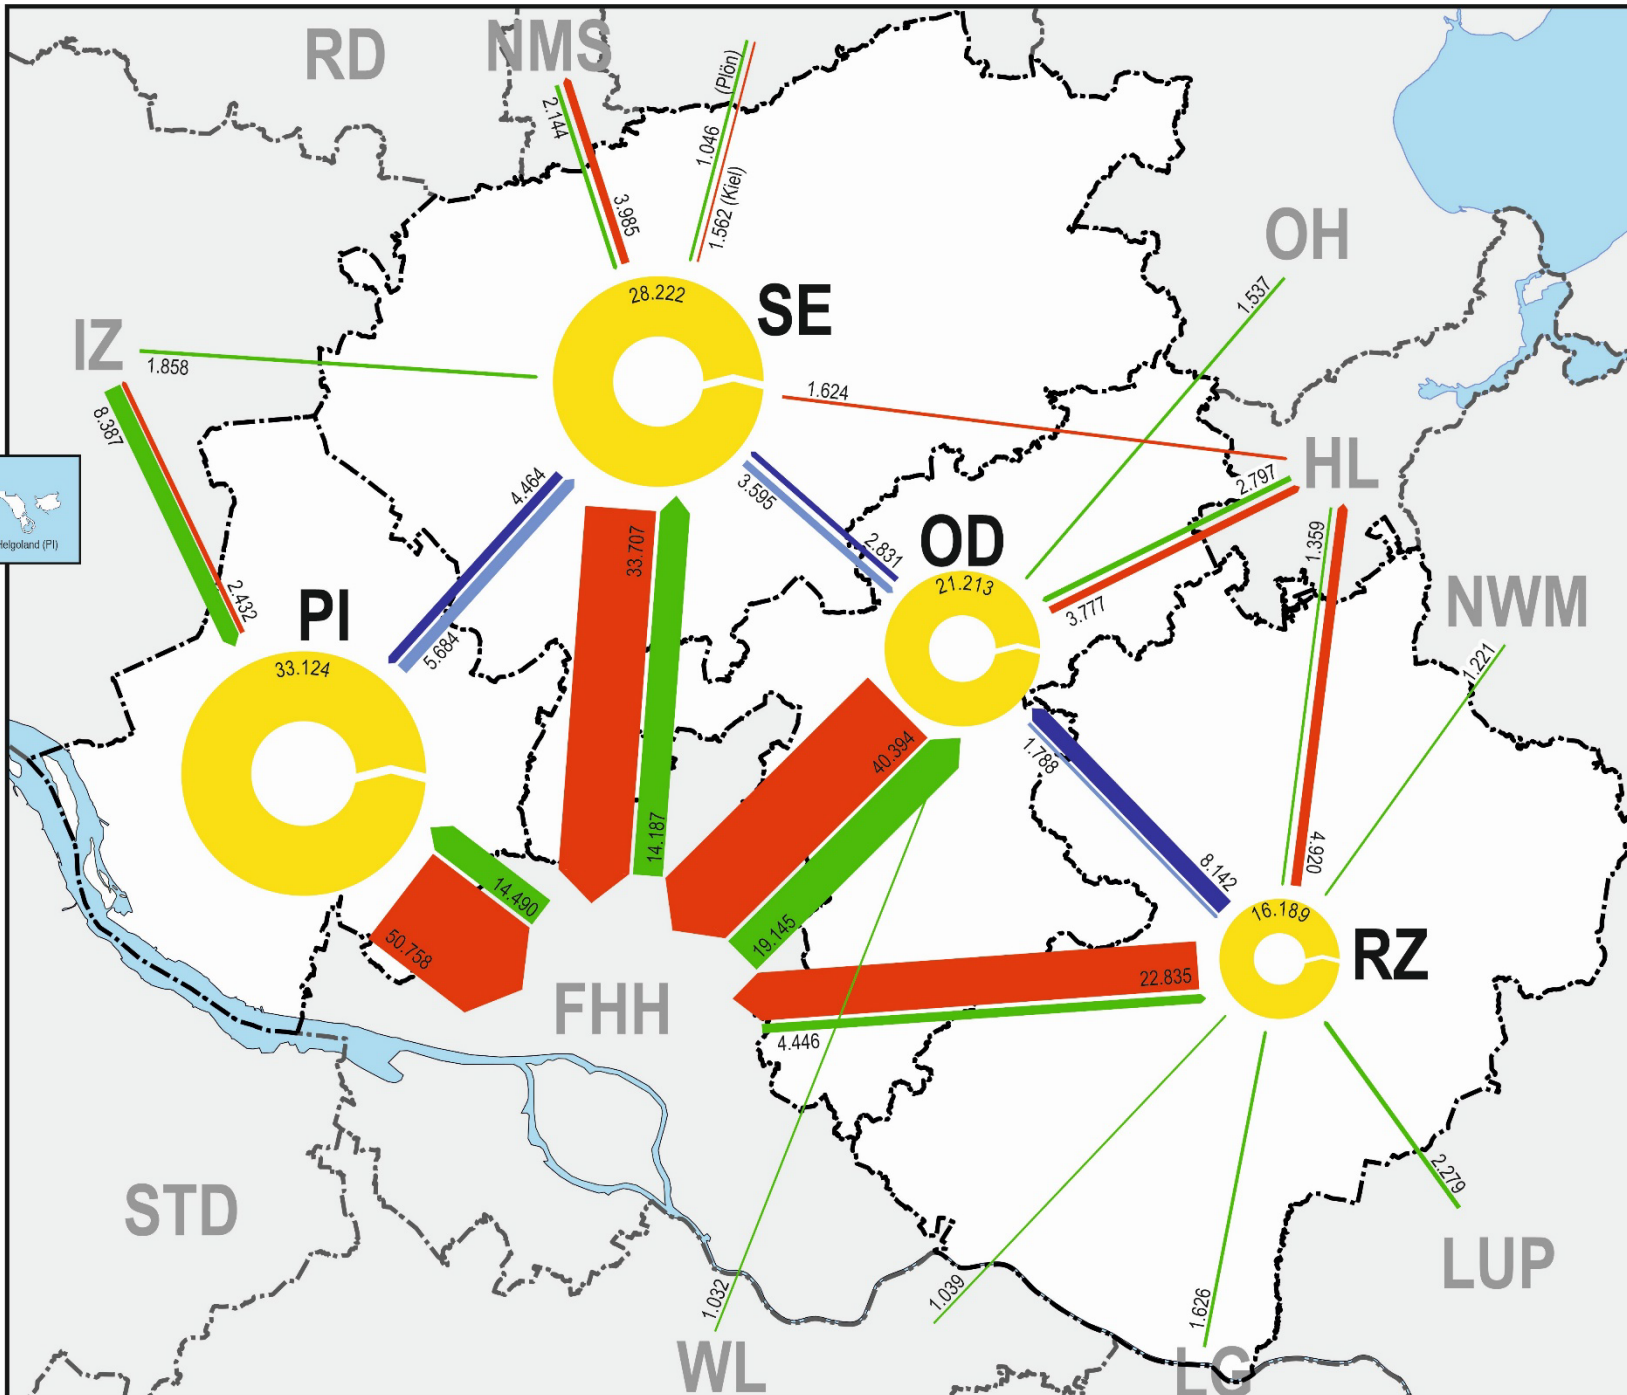 RD
NMS
2.144
3.985
1.046 (Plön)
1.562 (Kiel)
OH
1.537
28.222
SE
IZ
1.858
1.624
8.387
2.432
HL
2.797
3.777
4.464
5.684
3.595
2.831
OD
21.213
33.707
14.187
1.359
4.920
Helgoland (PI)
PI
33.124
NWM
1.221
40.394
19.145
1.788
8.142
14.490
50.758
16.189
RZ
22.835
4.446
FHH
STD
2.279
LUP
1.032
1.039
1.626
WL
LG